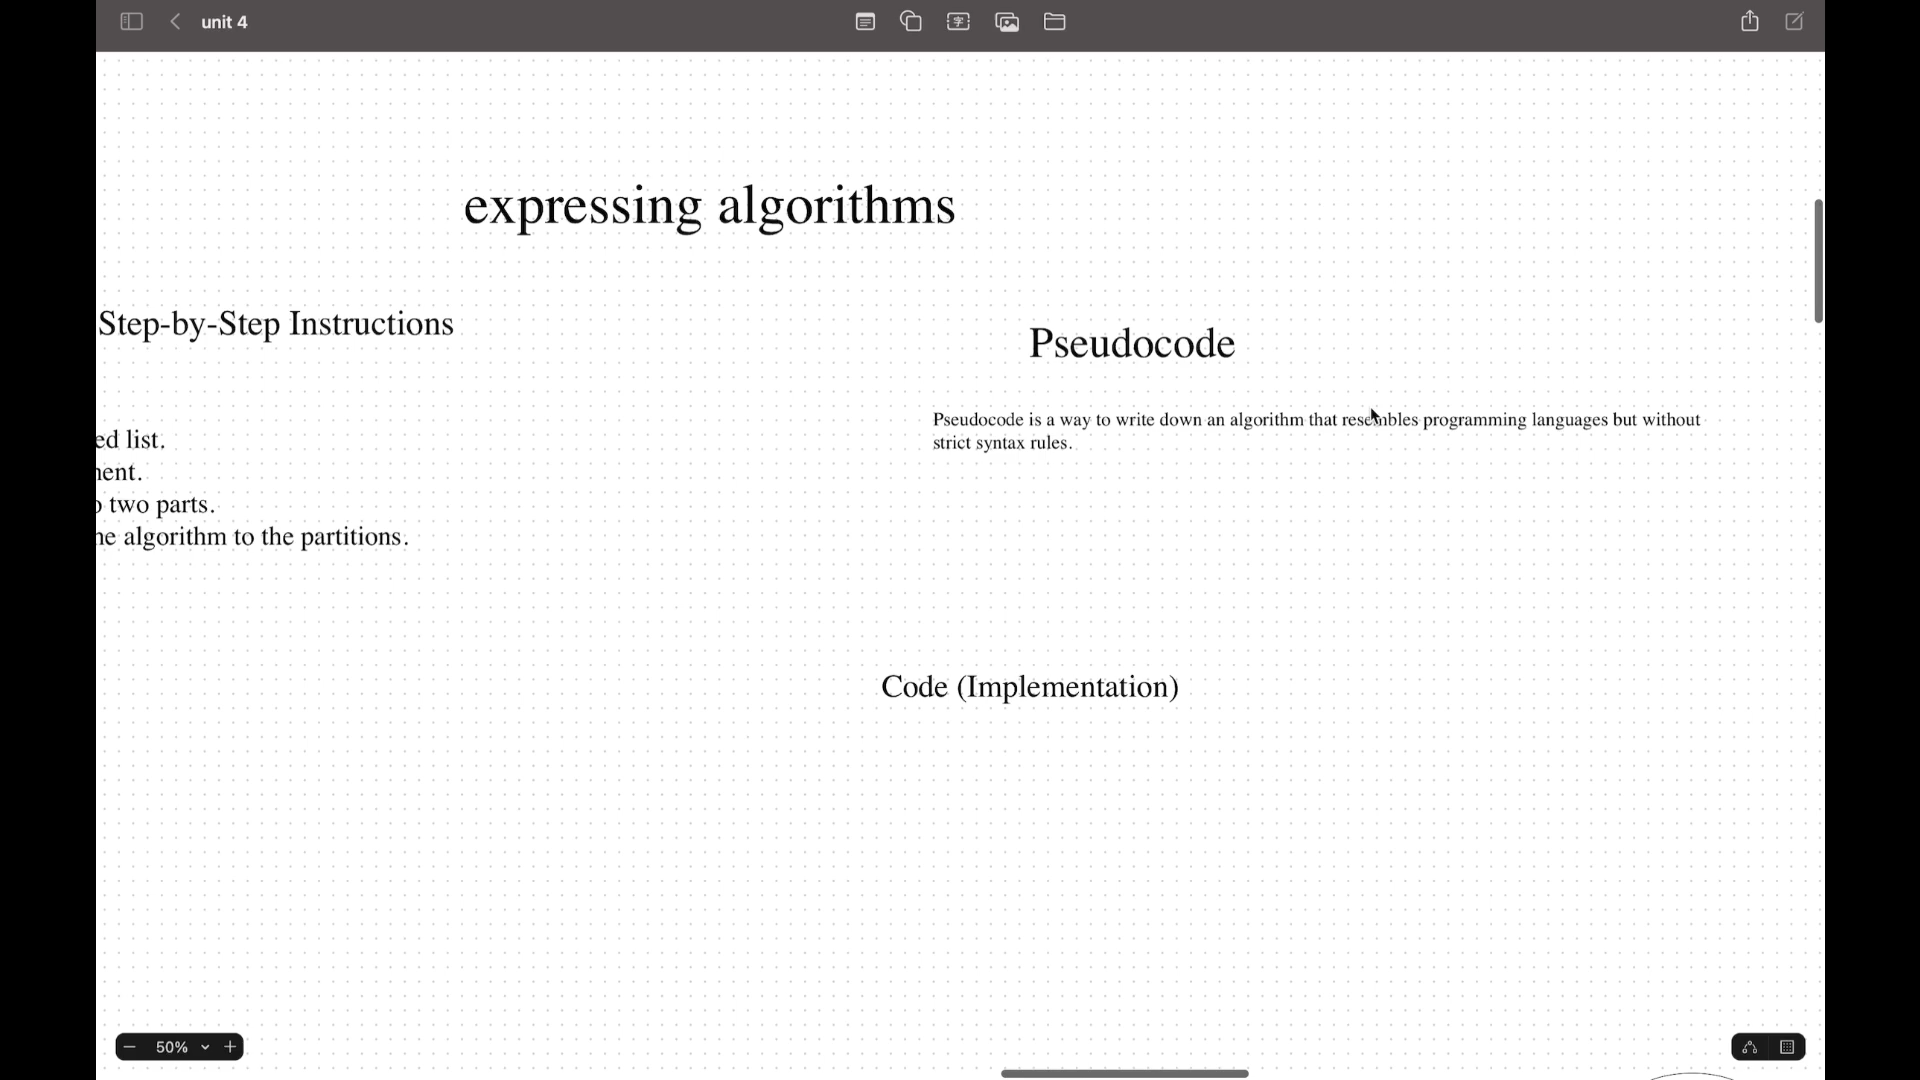 unit 4
expressing algorithms
Step-by-Step Instructions
ed list.
two parts.
algorithm to the partitions.
Pseudocode
Pseudocode is a way to write down an algorithm that resembles programming languages but without
strict syntax rules.
Code (Implementation)
50%